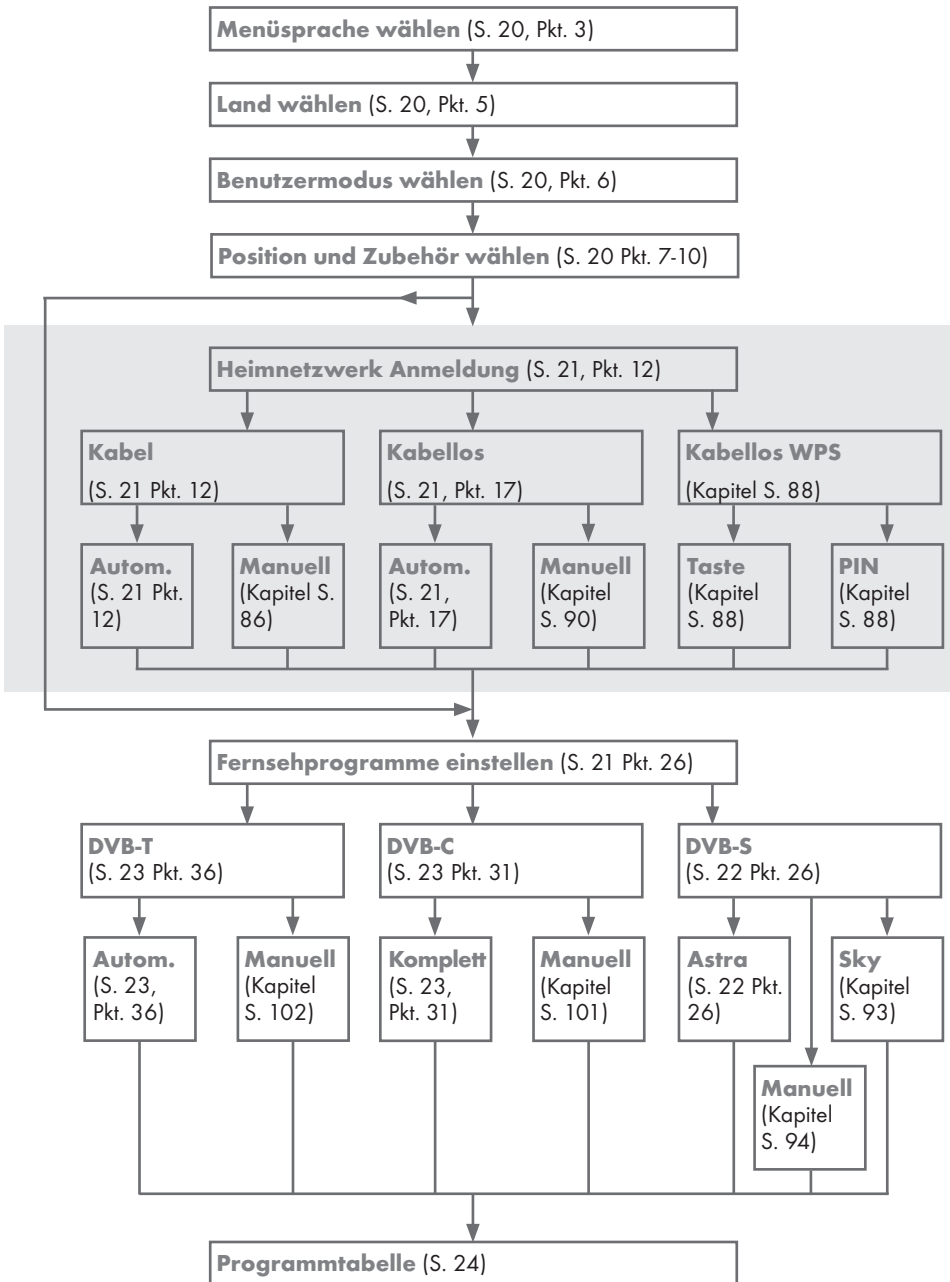 Menüsprache wählen (S. 20, Pkt. 3)
Land wählen (S. 20, Pkt. 5)
Benutzermodus wählen (S. 20, Pkt. 6)
Position und Zubehör wählen (S. 20 Pkt. 7-10)
Heimnetzwerk Anmeldung (S. 21, Pkt. 12)
Kabel
(S. 21 Pkt. 12)
Kabellos
(S. 21, Pkt. 17)
Kabellos WPS
(Kapitel S. 88)
Autom.
(S. 21 Pkt.
12)
Manuell
(Kapitel S.
86)
Autom.
(S. 21,
Pkt. 17)
Manuell
(Kapitel
S. 90)
Taste
(Kapitel
S. 88)
PIN
(Kapitel
S. 88)
Fernsehprogramme einstellen (S. 21 Pkt. 26)
DVB-T
(S. 23 Pkt. 36)
DVB-C
(S. 23 Pkt. 31)
DVB-S
(S. 22 Pkt. 26)
Autom.
(S. 23,
Pkt. 36)
Manuell
(Kapitel
S. 102)
Komplett
(S. 23,
Pkt. 31)
Manuell
(Kapitel
S. 101)
Astra
(S. 22 Pkt.
26)
Sky
(Kapitel
S. 93)
Manuell
(Kapitel
S. 94)
Programmtabelle (S. 24)